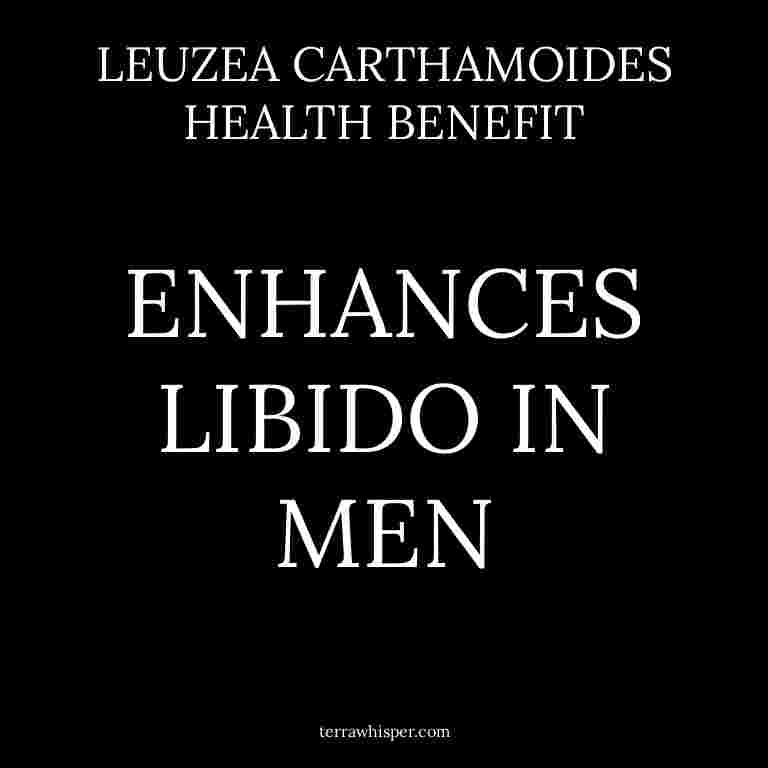 LEUZEA CARTHAMOIDES
HEALTH BENEFIT
ENHANCES
LIBIDO IN
MEN
terrawhisper.com